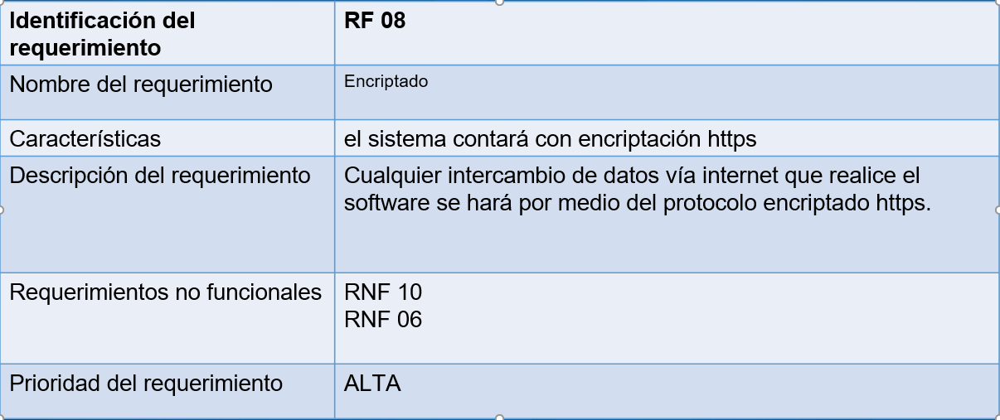 Identificación del
requerimiento
RF 08
Nombre del requerimiento
Encriptado
Características
el sistema contará con encriptación https
Descripción del requerimiento
Cualquier intercambio de datos vía internet que realice el
software se hará por medio del protocolo encriptado https.
Requerimientos no funcionales
RNF 10
RNF 06
Prioridad del requerimiento
ALTA